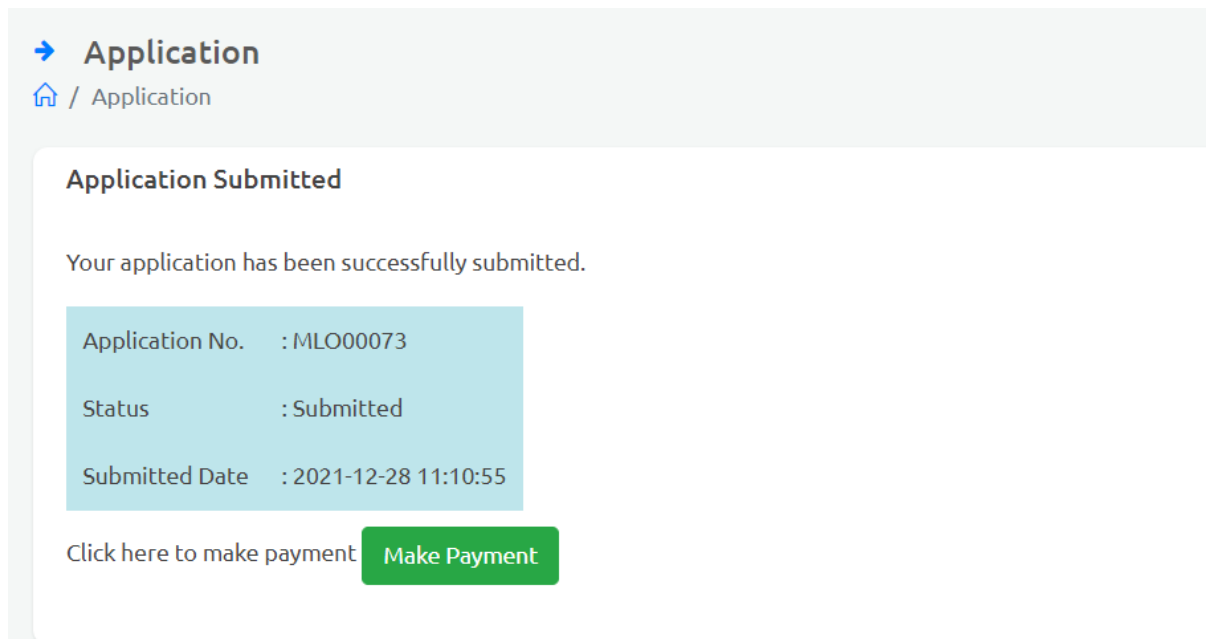 Application
/ Application
Application Submitted
Your application has been successfully submitted.
Application No. : MLO00073
Status : Submitted
Submitted Date : 2021-12-28 11:10:55
Click here to make payment Make Payment